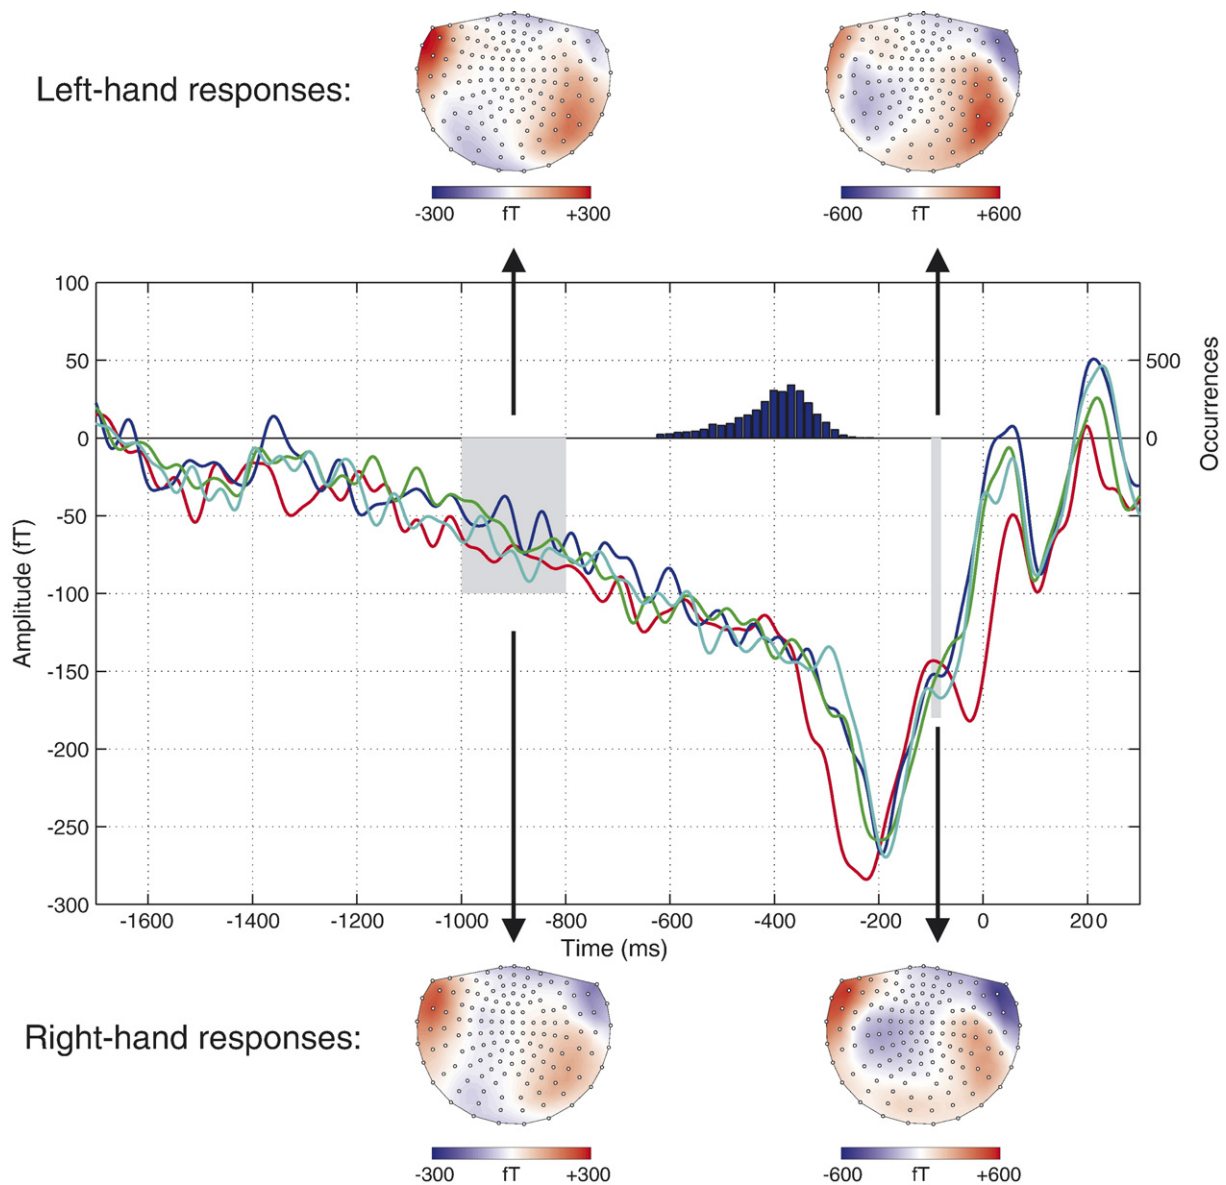 Left-hand responses:
-300 fT +300
-600 fT +600
100
50
0
-50
-100
-150
-200
-250
-300
Amplitude (fT)
500
0
Occurrences
-1600 -1400 -1200 -1000 -800 -600 -400 -200 0 200
Time (ms)
Right-hand responses:
-300 fT +300
-600 fT +600